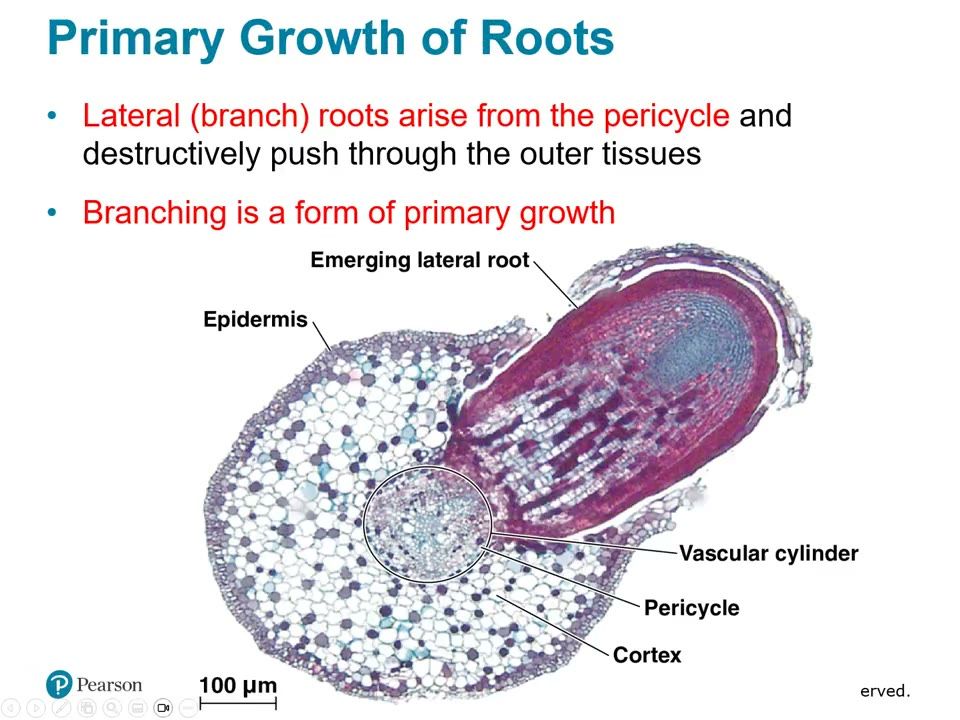 Primary Growth of Roots
• Lateral (branch) roots arise from the pericycle and
destructively push through the outer tissues
• Branching is a form of primary growth
Emerging lateral root
Epidermis
Vascular cylinder
Pericycle
Cortex
P Pearson
100 μm
erved.